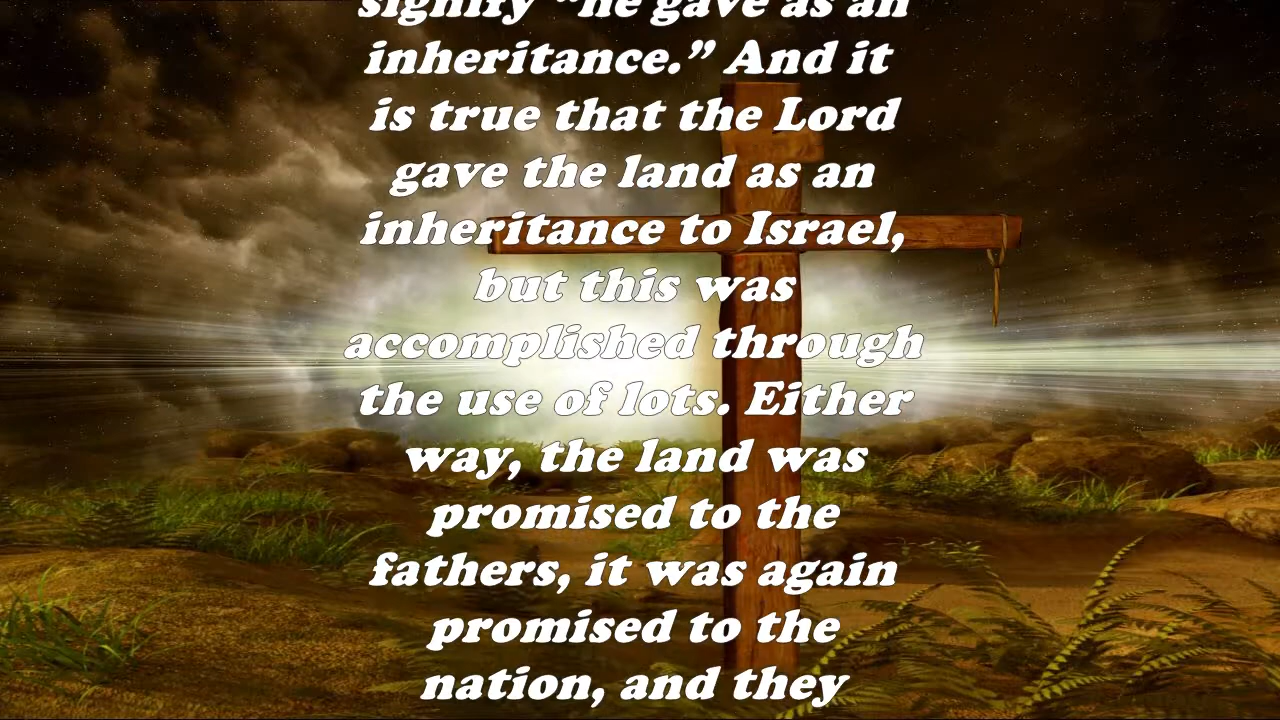 signify “he gave as an
inheritance.” And it
is true that the Lord
gave the land as an
inheritance to Israel,
but this was
accomplished through
the use of lots. Either
way, the land was
promised to the
fathers, it was again
promised to the
nation, and they